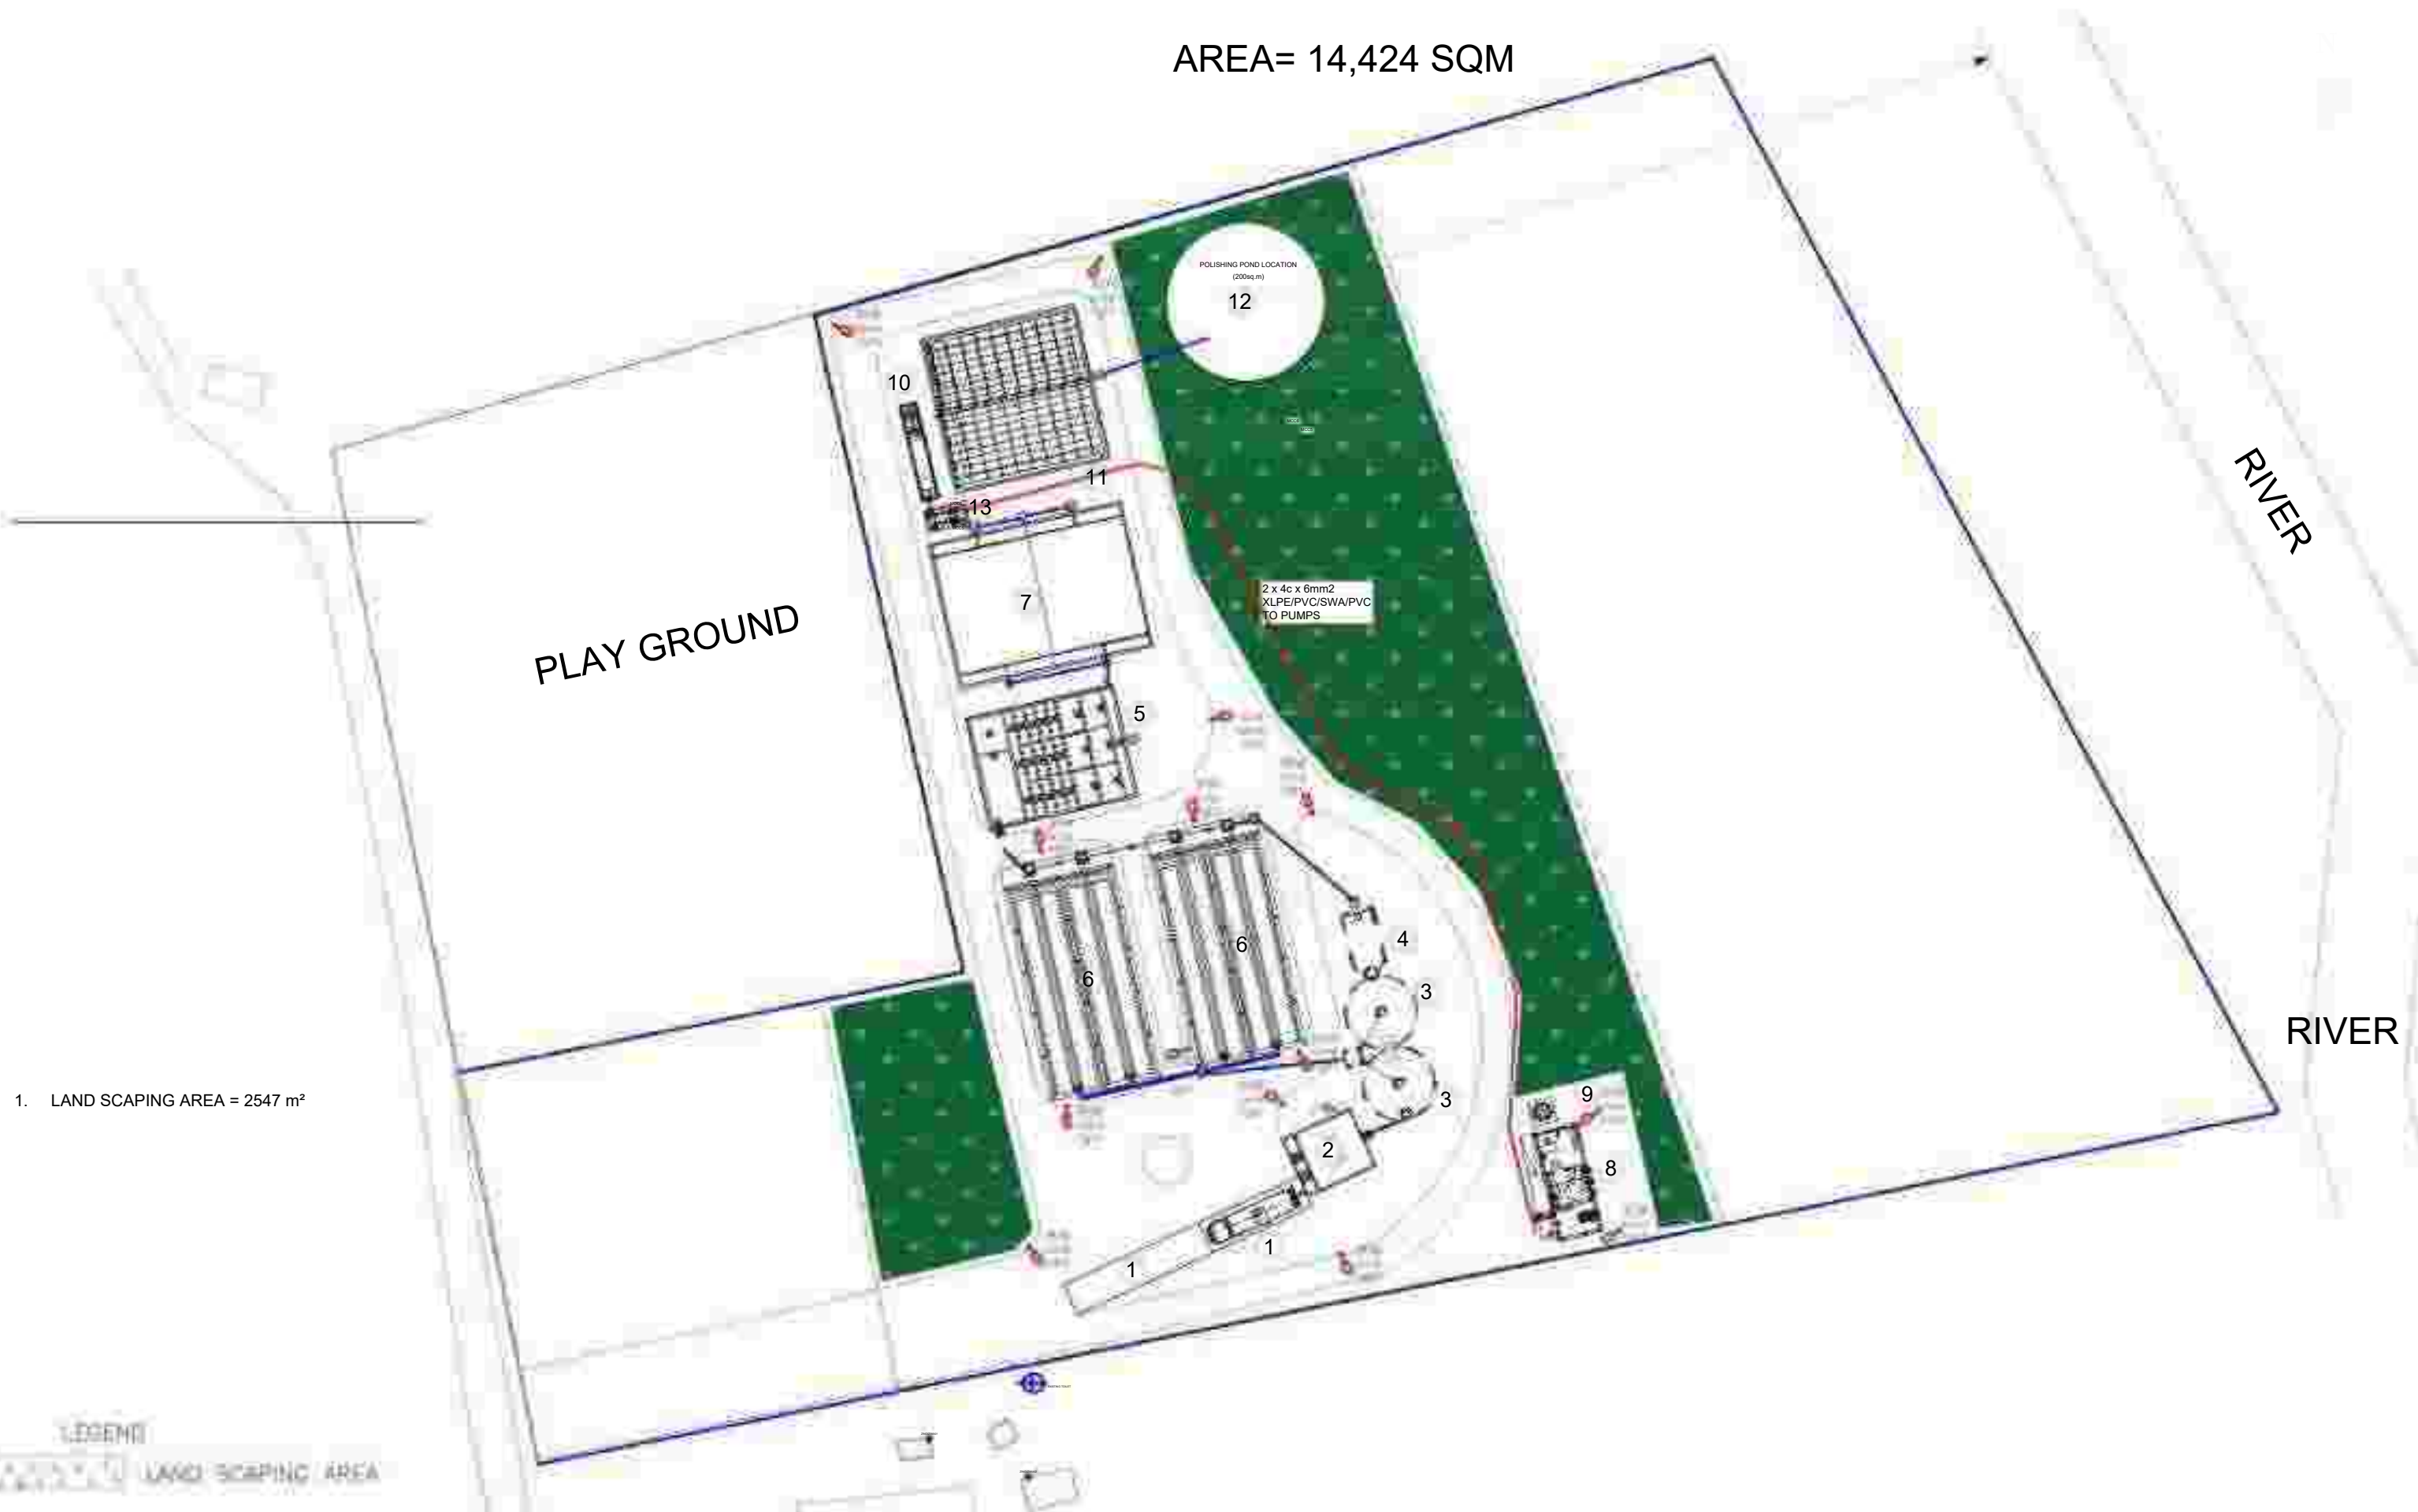 AREA= 14,424 SQM
POLISHING POND LOCATION
(200sq.m)
12
10
11
13
RIVER
2 x 4c x 6mm2
XLPE/PVC/SWA/PVC
TO PUMPS
7
PLAY GROUND
5
4
6
6
3
RIVER
3
9
1. LAND SCAPING AREA = 2547 m²
2
8
1
1
LEGEND
LAND SCAPING AREA